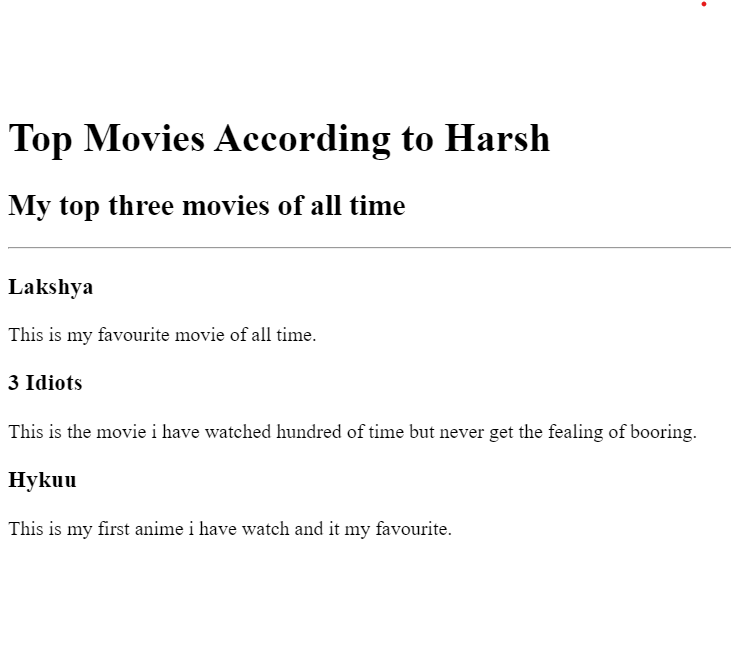 Top Movies According to Harsh
My top three movies of all time
Lakshya
This is my favourite movie of all time.
3 Idiots
This is the movie i have watched hundred of time but never get the fealing of booring.
Hykuu
This is my first anime i have watch and it my favourite.